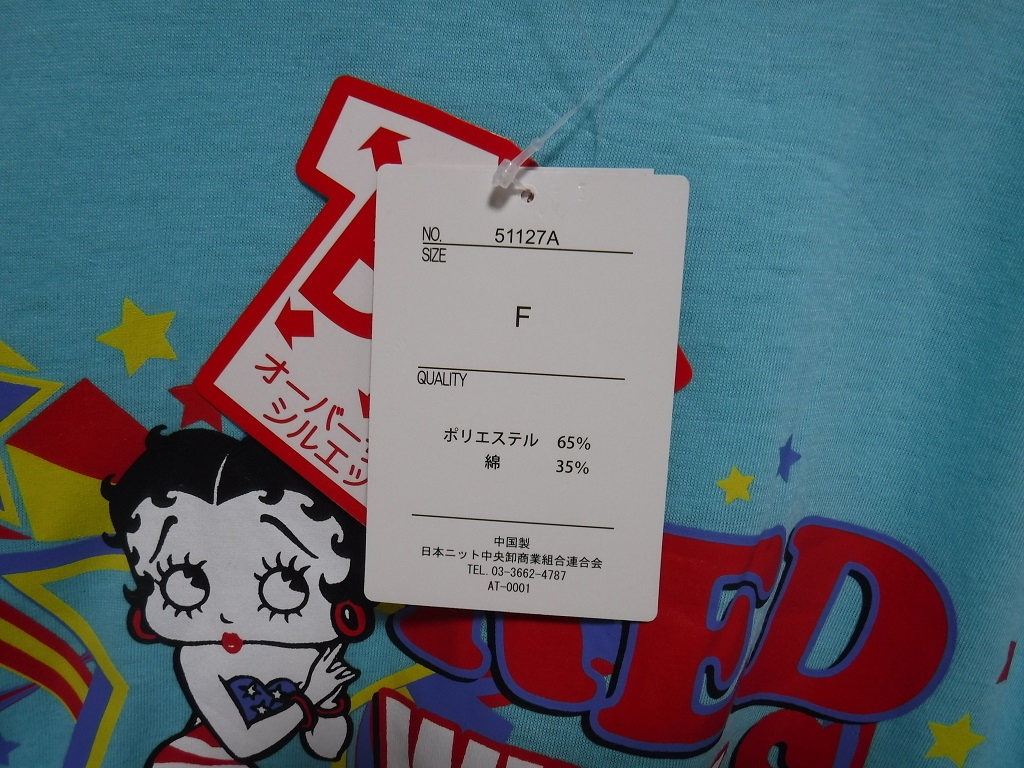 NO. 51127A
SIZE
F
QUALITY
ポリエステル 65%
綿 35%
中国製
日本ニット中央卸商業組合連合会
TEL. 03-3662-4787
AT-0001
オーバー
シルエッ